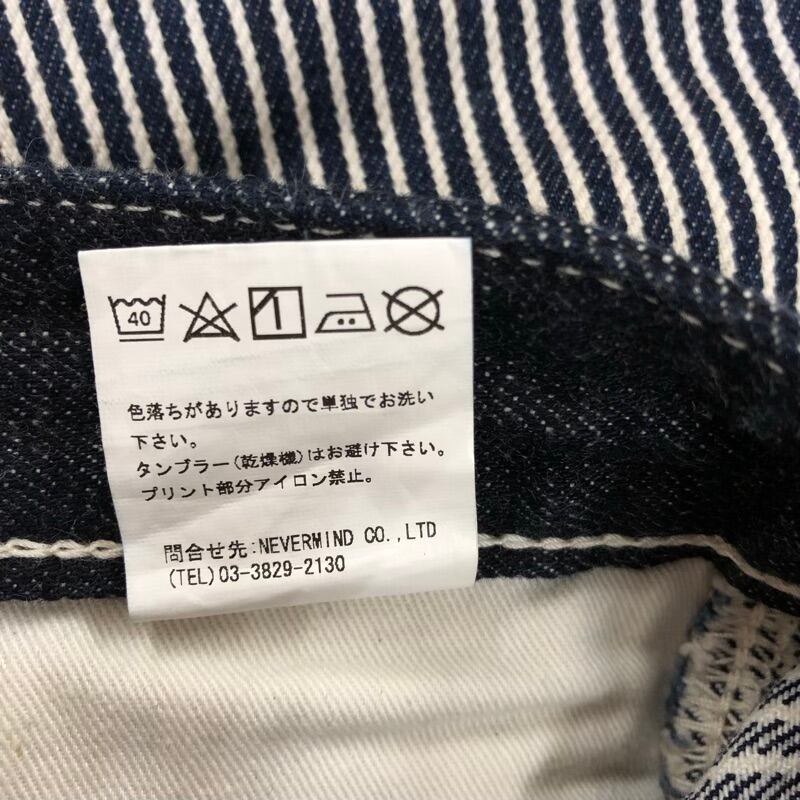 40
色落ちがありますので単独でお洗い
下さい。
タンブラー(乾燥機)はお避け下さい。
プリント部分アイロン禁止。
問合せ先:NEVERMIND CO.,LTD
(TEL)03-3829-2130